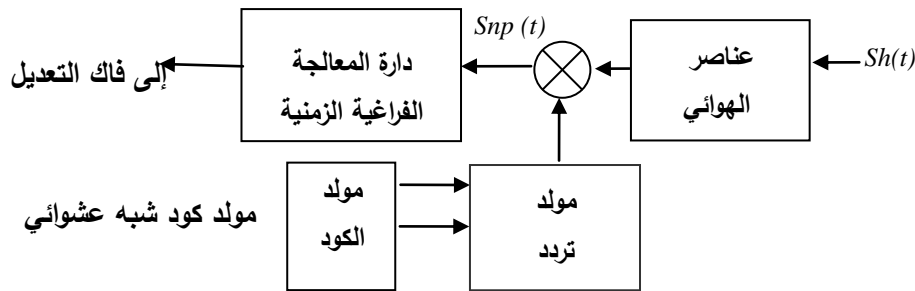 Sh(t)
عناصر
الهوائي
Snp (t)
دارة المعالجة
الفراغية الزمنية
إلى فاك التعديل
مولد
تردد
مولد
الكود
مولد كود شبه عشوائي